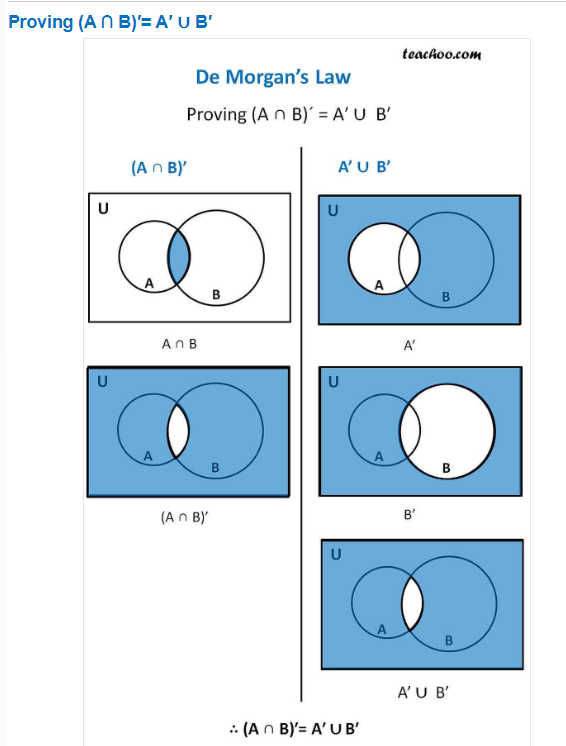 Proving (A ∩ B)′= A′ ∪ B′
teachoo.com
De Morgan's Law
Proving (A ∩ B)´ = A′ ∪ B′
(A ∩ B)′
U
A
B
A ∩ B
U
A
B
(A ∩ B)′
A′ ∪ B′
U
A
B
A′
U
A
B
B′
U
A
B
A′ ∪ B′
∴ (A ∩ B)′= A′ ∪ B′